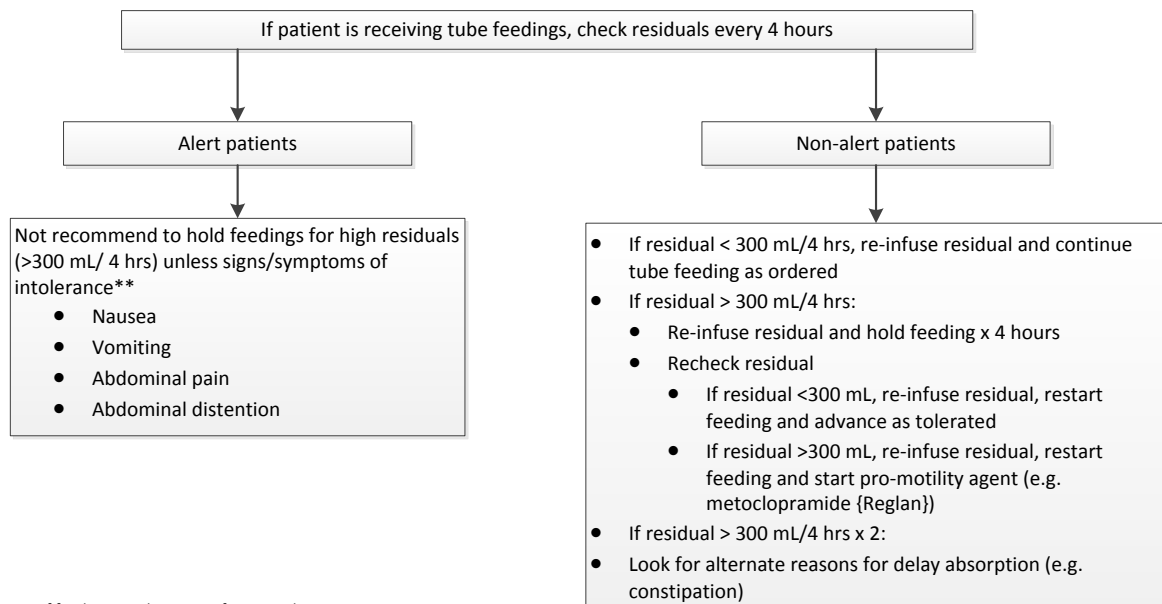 If patient is receiving tube feedings, check residuals every 4 hours
Alert patients
Non-alert patients
Not recommend to hold feedings for high residuals
(>300 mL/ 4 hrs) unless signs/symptoms of
intolerance**
● Nausea
● Vomiting
● Abdominal pain
● Abdominal distention
● If residual < 300 mL/4 hrs, re-infuse residual and continue
tube feeding as ordered
● If residual > 300 mL/4 hrs:
● Re-infuse residual and hold feeding x 4 hours
● Recheck residual
● If residual <300 mL, re-infuse residual, restart
feeding and advance as tolerated
● If residual >300 mL, re-infuse residual, restart
feeding and start pro-motility agent (e.g.
metoclopramide {Reglan})
● If residual > 300 mL/4 hrs x 2:
● Look for alternate reasons for delay absorption (e.g.
constipation)